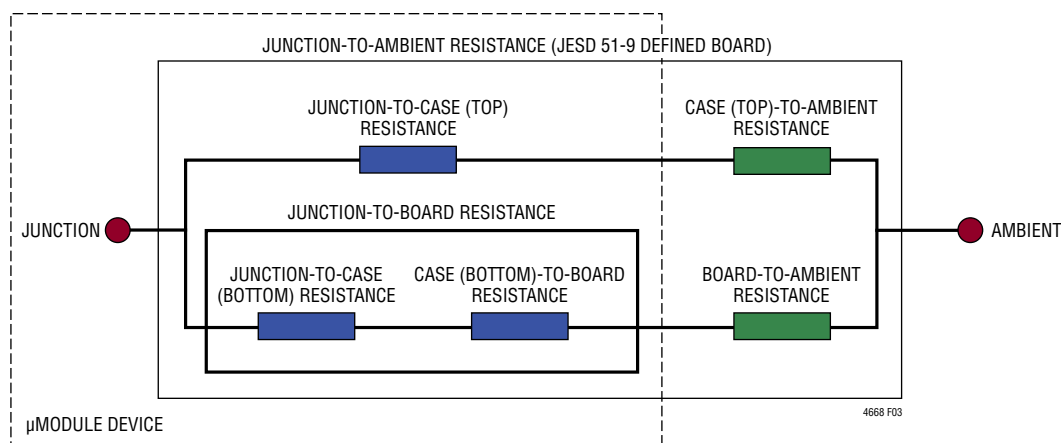 JUNCTION-TO-AMBIENT RESISTANCE (JESD 51-9 DEFINED BOARD)
JUNCTION-TO-CASE (TOP)
RESISTANCE
CASE (TOP)-TO-AMBIENT
RESISTANCE
JUNCTION-TO-BOARD RESISTANCE
JUNCTION
AMBIENT
JUNCTION-TO-CASE
(BOTTOM) RESISTANCE
CASE (BOTTOM)-TO-BOARD
RESISTANCE
BOARD-TO-AMBIENT
RESISTANCE
4668 F03
µMODULE DEVICE